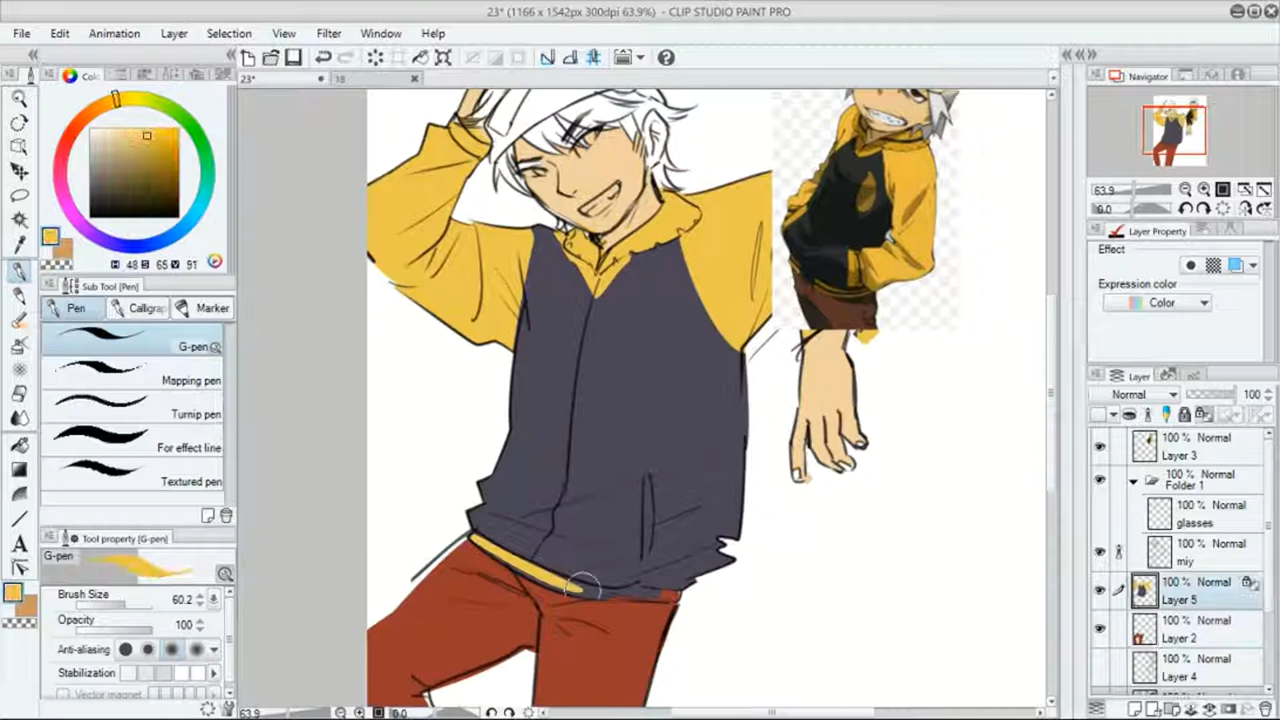 23* (1166 x 1542px 300dpi 63.9%) - CLIP STUDIO PAINT PRO
File Edit Animation Layer Selection View Filter Window Help
23* 18
Navigator
63.9
0.0
Layer Property
Effect
Expression color
Color
Layer
Normal 100
100 % Normal
Layer 3
100 % Normal
Folder 1
100 % Normal
glasses
100 % Normal
miy
100 % Normal
Layer 5
100 % Normal
Layer 2
100 % Normal
Layer 4
H 48 S 65 V 91
Sub Tool [Pen]
Pen Calligra Marker
G-pen
Mapping pen
Turnip pen
For effect line
Textured pen
Tool property [G-pen]
G-pen
Brush Size 60.2
Opacity 100
Anti-aliasing
Stabilization
Vector magnet
63.9 0.0